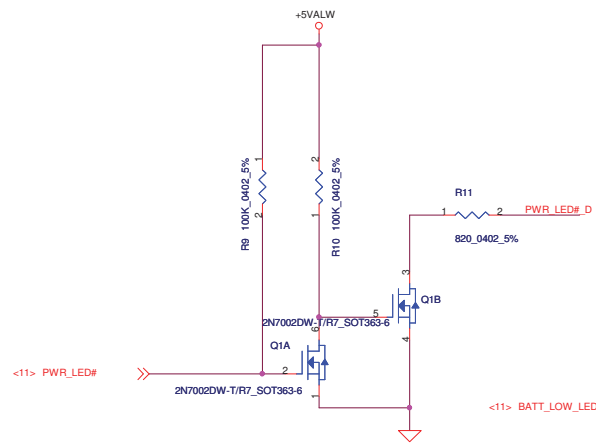 +5VALW
1
2
R9 100K_0402_5%
R10 100K_0402_5%
2
1
R11
1
2
PWR_LED#_D
820_0402_5%
3
Q1B
5
2N7002DW-T/R7_SOT363-6
6
4
Q1A
<11> PWR_LED#
2
2N7002DW-T/R7_SOT363-6
1
<11> BATT_LOW_LED